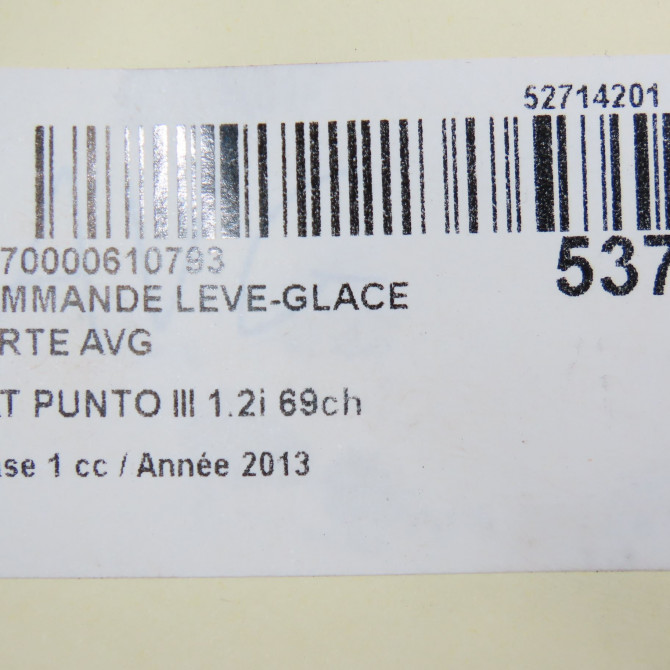 52714201
70000610793
537
MMANDE LEVE-GLACE
RTE AVG
T PUNTO III 1.2i 69ch
se 1 cc / Année 2013